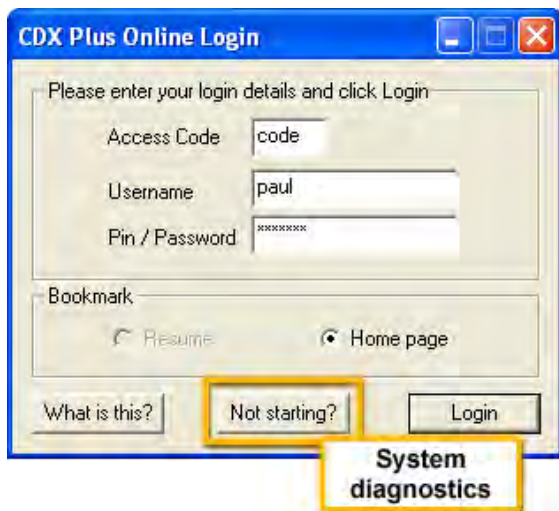 CDX Plus Online Login
Please enter your login details and click Login
Access Code code
Username paul
Pin / Password *******
Bookmark
Resume Home page
What is this? Not starting? Login
System
diagnostics